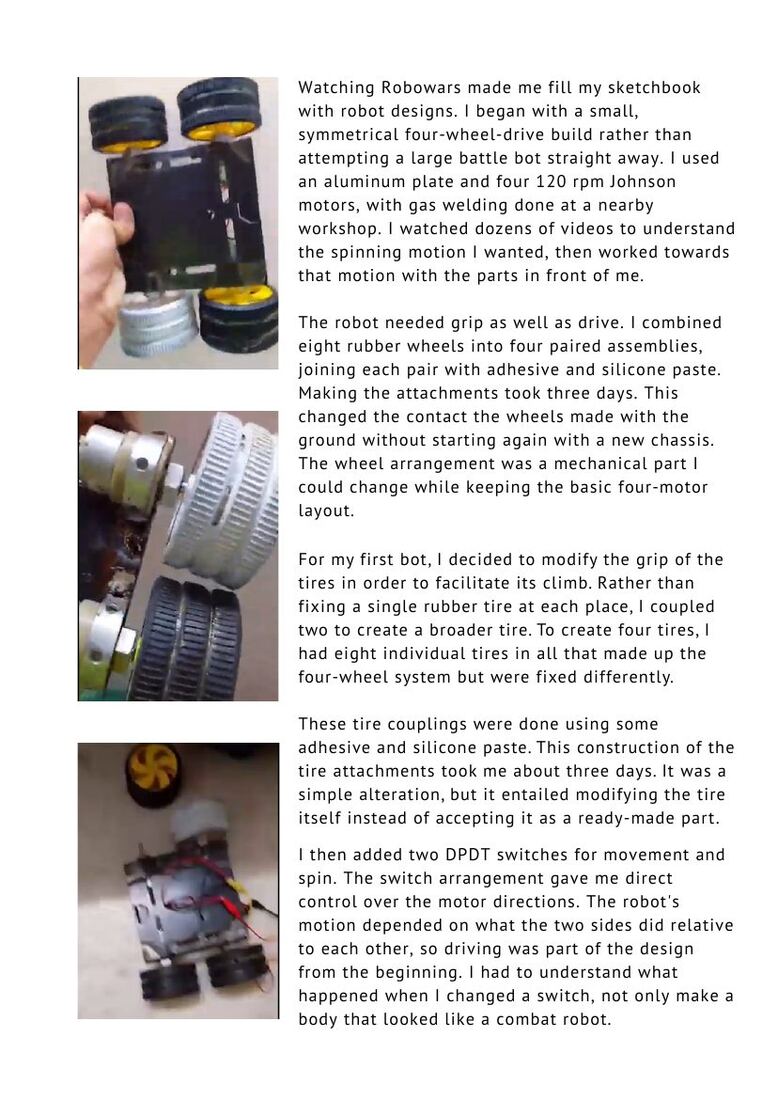 Watching Robowars made me fill my sketchbook
with robot designs. I began with a small,
symmetrical four-wheel-drive build rather than
attempting a large battle bot straight away. I used
an aluminum plate and four 120 rpm Johnson
motors, with gas welding done at a nearby
workshop. I watched dozens of videos to understand
the spinning motion I wanted, then worked towards
that motion with the parts in front of me.
The robot needed grip as well as drive. I combined
eight rubber wheels into four paired assemblies,
joining each pair with adhesive and silicone paste.
Making the attachments took three days. This
changed the contact the wheels made with the
ground without starting again with a new chassis.
The wheel arrangement was a mechanical part I
could change while keeping the basic four-motor
layout.
For my first bot, I decided to modify the grip of the
tires in order to facilitate its climb. Rather than
fixing a single rubber tire at each place, I coupled
two to create a broader tire. To create four tires, I
had eight individual tires in all that made up the
four-wheel system but were fixed differently.
These tire couplings were done using some
adhesive and silicone paste. This construction of the
tire attachments took me about three days. It was a
simple alteration, but it entailed modifying the tire
itself instead of accepting it as a ready-made part.
I then added two DPDT switches for movement and
spin. The switch arrangement gave me direct
control over the motor directions. The robot's
motion depended on what the two sides did relative
to each other, so driving was part of the design
from the beginning. I had to understand what
happened when I changed a switch, not only make a
body that looked like a combat robot.